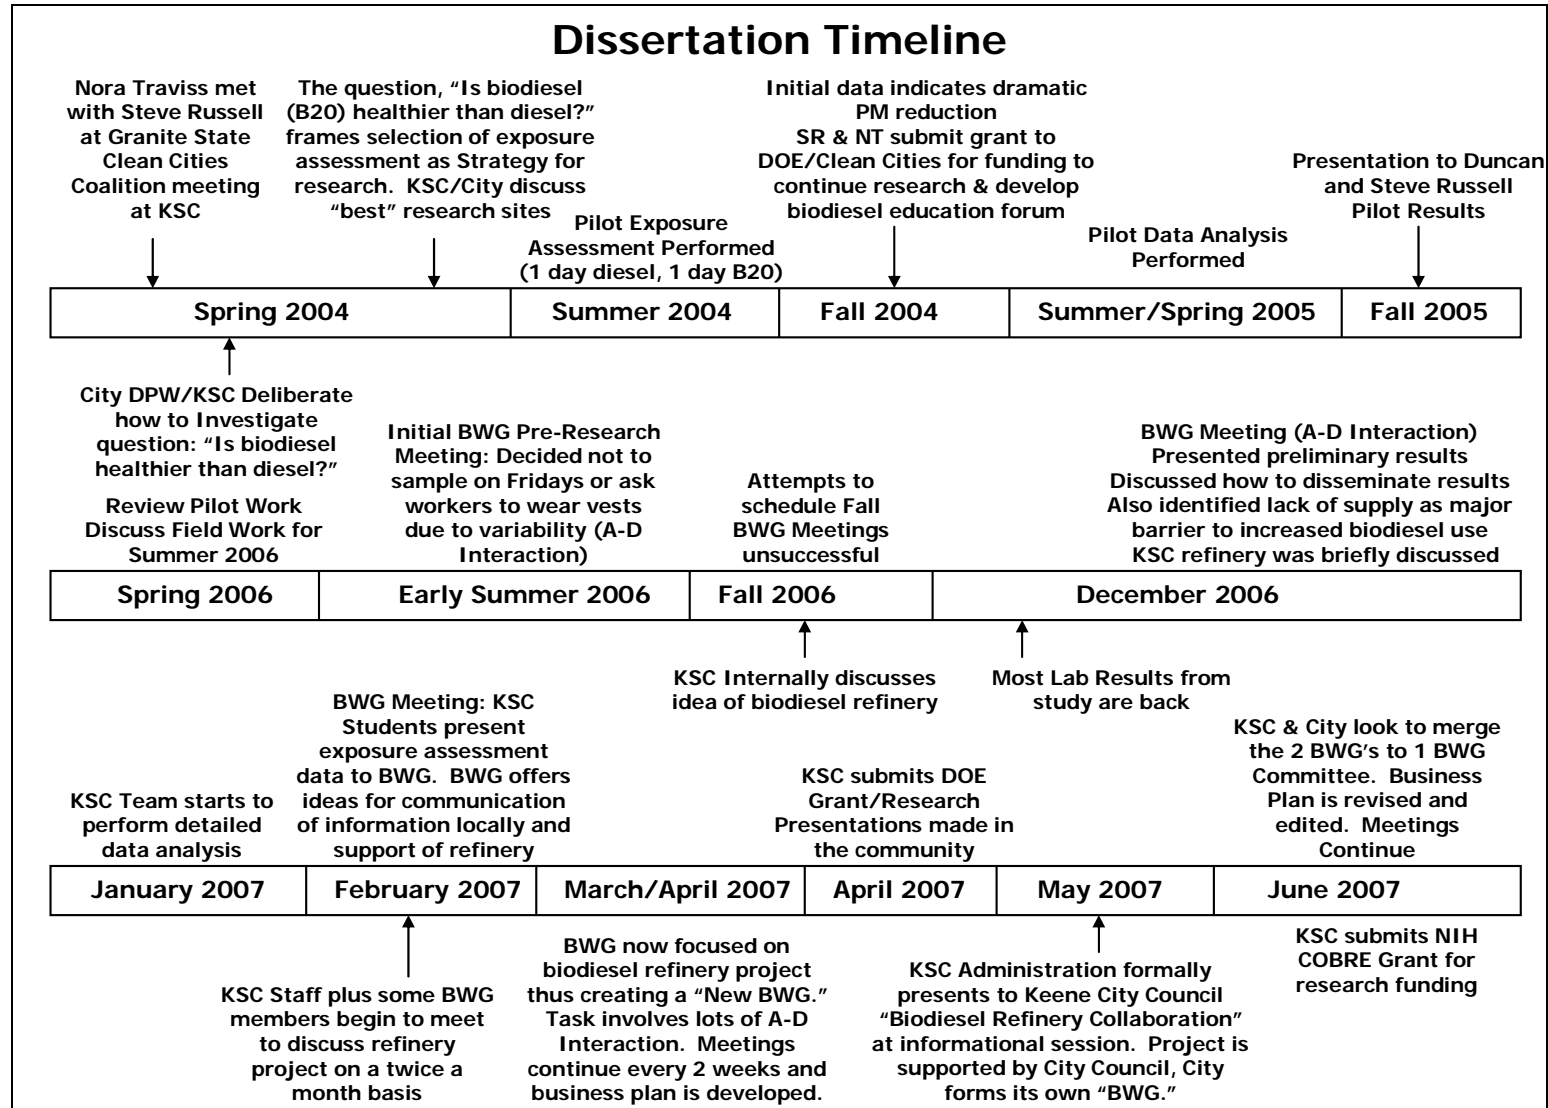 Dissertation Timeline
Nora Traviss met
with Steve Russell
at Granite State
Clean Cities
Coalition meeting
at KSC
The question, “Is biodiesel
(B20) healthier than diesel?”
frames selection of exposure
assessment as Strategy for
research.  KSC/City discuss
“best” research sites
Pilot Exposure
Assessment Performed
(1 day diesel, 1 day B20)
Initial data indicates dramatic
PM reduction
SR & NT submit grant to
DOE/Clean Cities for funding to
continue research & develop
biodiesel education forum
Pilot Data Analysis
Performed
Presentation to Duncan
and Steve Russell
Pilot Results
Spring 2004
Summer 2004
Fall 2004
Summer/Spring 2005
Fall 2005
City DPW/KSC Deliberate
how to Investigate
question: “Is biodiesel
healthier than diesel?”
Review Pilot Work
Discuss Field Work for
Summer 2006
Initial BWG Pre-Research
Meeting: Decided not to
sample on Fridays or ask
workers to wear vests
due to variability (A-D
Interaction)
Attempts to
schedule Fall
BWG Meetings
unsuccessful
BWG Meeting (A-D Interaction)
Presented preliminary results
Discussed how to disseminate results
Also identified lack of supply as major
barrier to increased biodiesel use
KSC refinery was briefly discussed
Spring 2006
Early Summer 2006
Fall 2006
December 2006
KSC Internally discusses
idea of biodiesel refinery
Most Lab Results from
study are back
KSC Team starts to
perform detailed
data analysis
BWG Meeting: KSC
Students present
exposure assessment
data to BWG.  BWG offers
ideas for communication
of information locally and
support of refinery
KSC submits DOE
Grant/Research
Presentations made in
the community
KSC & City look to merge
the 2 BWG's to 1 BWG
Committee.  Business
Plan is revised and
edited.  Meetings
Continue
January 2007
February 2007
March/April 2007
April 2007
May 2007
June 2007
KSC Staff plus some BWG
members begin to meet
to discuss refinery
project on a twice a
month basis
BWG now focused on
biodiesel refinery project
thus creating a “New BWG.”
Task involves lots of A-D
Interaction.  Meetings
continue every 2 weeks and
business plan is developed.
KSC Administration formally
presents to Keene City Council
“Biodiesel Refinery Collaboration”
at informational session. Project is
supported by City Council, City
forms its own “BWG.”
KSC submits NIH
COBRE Grant for
research funding